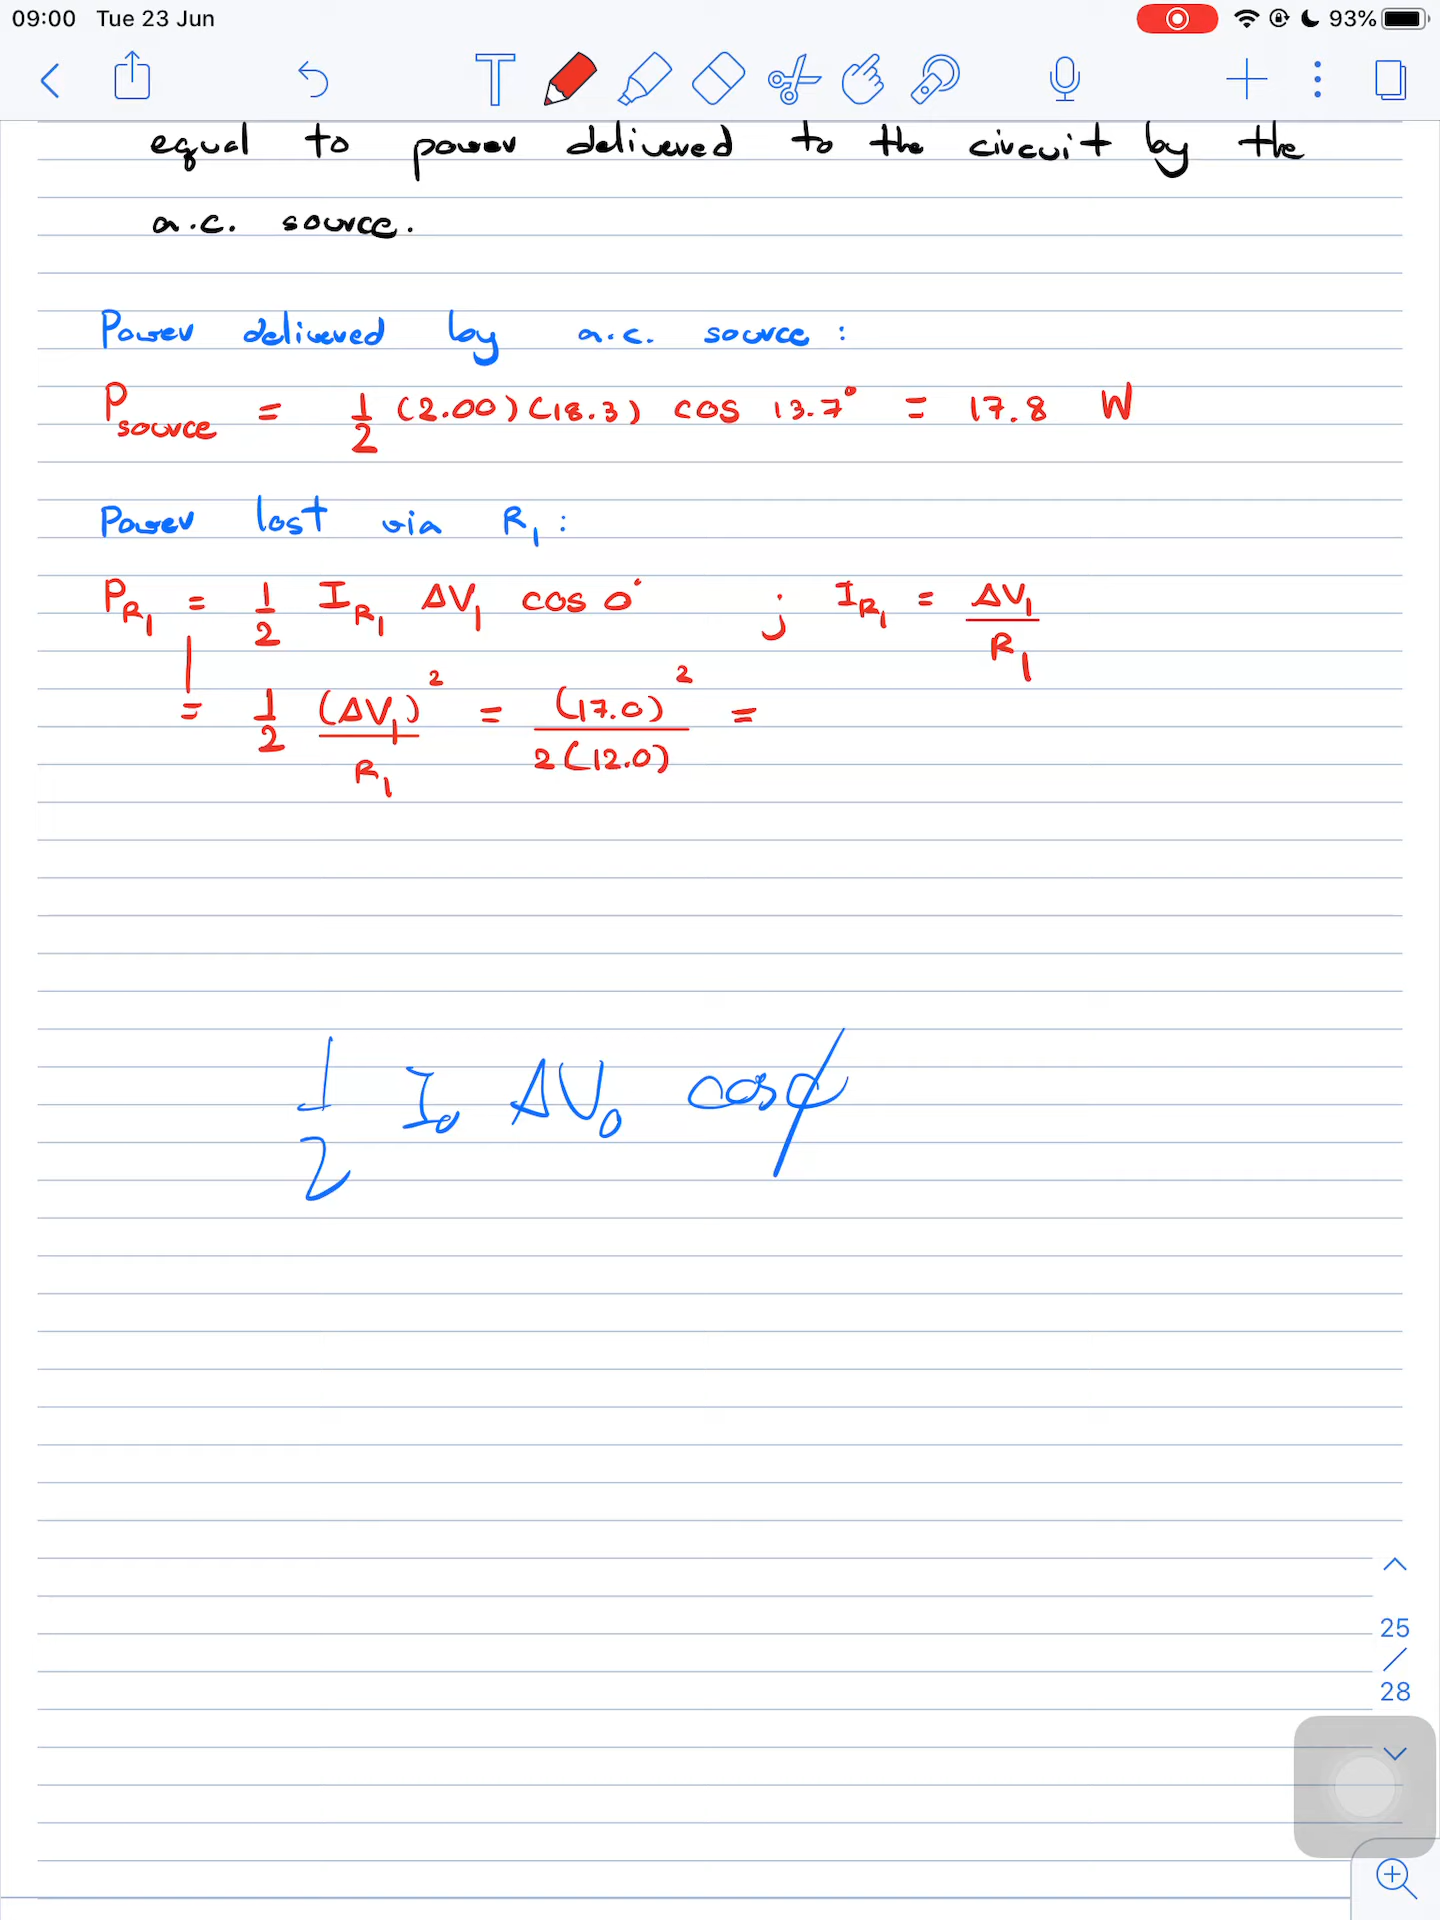 09:00 Tue 23 Jun 93%
T
equal to power delivered to the circuit by the
a.c. source.
Power delivered by a.c. source :
P_source = 1/2 (2.00)(18.3) cos 13.7° = 17.8 W
Power lost via R₁ :
P_R₁ = 1/2 I_R₁ ΔV₁ cos 0° ; I_R₁ = ΔV₁/R₁
= 1/2 (ΔV₁)²/R₁ = (17.0)²/2(12.0) =
1/2 I₀ ΔV₀ cos ϕ
25
/
28